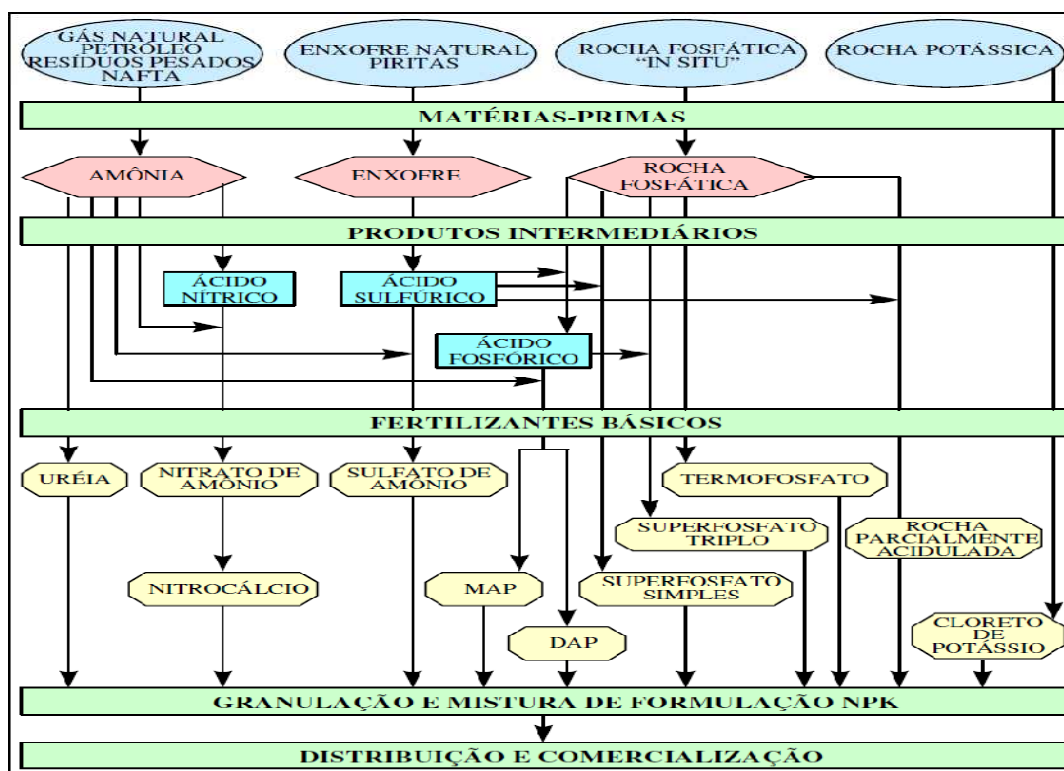 GÁS NATURAL
PETRÓLEO
RESÍDUOS PESADOS
NAFTA
ENXOFRE NATURAL
PIRITAS
ROCHA FOSFÁTICA
“IN SITU”
ROCHA POTÁSSICA
MATÉRIAS-PRIMAS
AMÔNIA
ENXOFRE
ROCHA
FOSFÁTICA
PRODUTOS INTERMEDIÁRIOS
ÁCIDO
NÍTRICO
ÁCIDO
SULFÚRICO
ÁCIDO
FOSFÓRICO
FERTILIZANTES BÁSICOS
URÉIA
NITRATO DE
AMÔNIO
SULFATO DE
AMÔNIO
TERMOFOSFATO
SUPERFOSFATO
TRIPLO
ROCHA
PARCIALMENTE
ACIDULADA
NITROCÁLCIO
MAP
SUPERFOSFATO
SIMPLES
DAP
CLORETO
DE
POTÁSSIO
GRANULAÇÃO E MISTURA DE FORMULAÇÃO NPK
DISTRIBUIÇÃO E COMERCIALIZAÇÃO